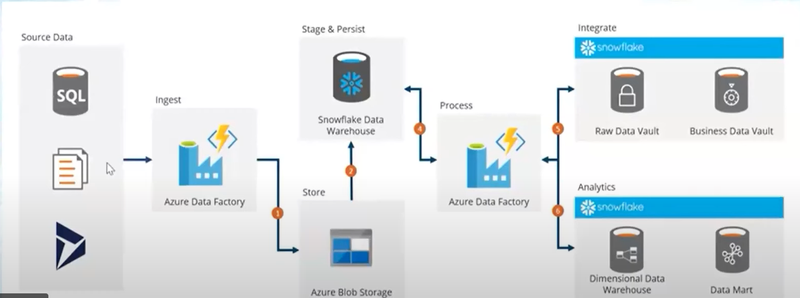 Source Data
SQL
Ingest
Azure Data Factory
1
Stage & Persist
Snowflake Data
Warehouse
2
Store
Azure Blob Storage
4
Process
Azure Data Factory
5
6
Integrate
snowflake
Raw Data Vault
Business Data Vault
Analytics
snowflake
Dimensional Data
Warehouse
Data Mart